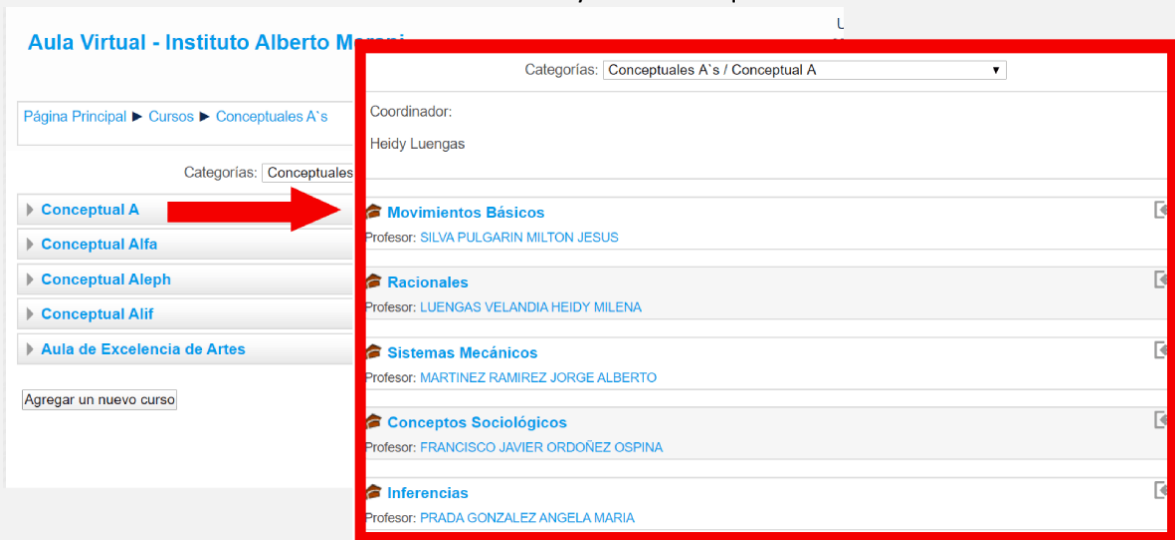 Aula Virtual - Instituto Alberto Merani
Página Principal ► Cursos ► Conceptuales A`s
Categorías: Conceptuales
Conceptual A
Conceptual Alfa
Conceptual Aleph
Conceptual Alif
Aula de Excelencia de Artes
Agregar un nuevo curso
Categorías: Conceptuales A`s / Conceptual A
Coordinador:
Heidy Luengas
Movimientos Básicos
Profesor: SILVA PULGARIN MILTON JESUS
Racionales
Profesor: LUENGAS VELANDIA HEIDY MILENA
Sistemas Mecánicos
Profesor: MARTINEZ RAMIREZ JORGE ALBERTO
Conceptos Sociológicos
Profesor: FRANCISCO JAVIER ORDOÑEZ OSPINA
Inferencias
Profesor: PRADA GONZALEZ ANGELA MARIA